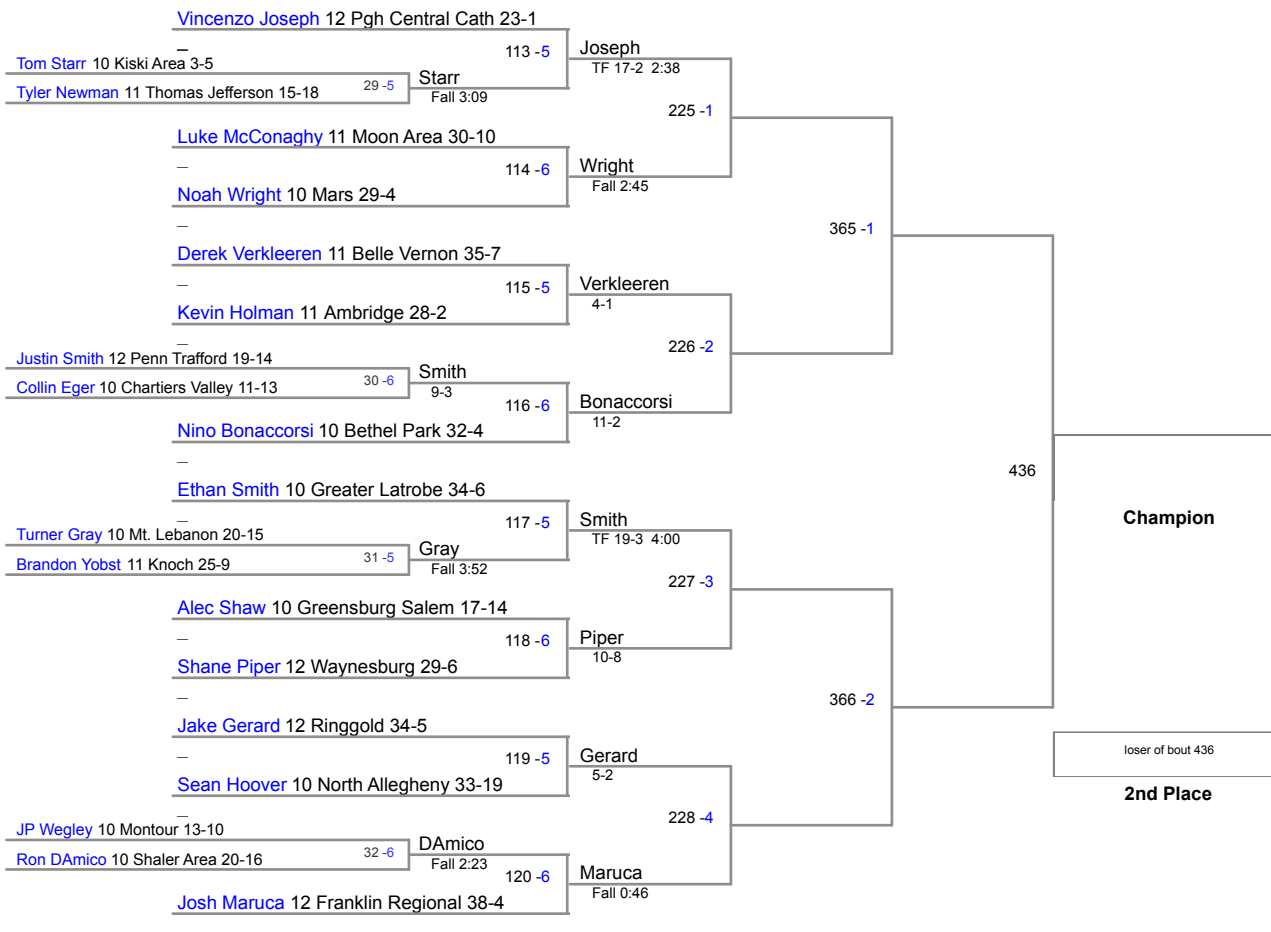 Vincenzo Joseph 12 Pgh Central Cath 23-1
113 -5
Joseph
TF 17-2 2:38
Tom Starr 10 Kiski Area 3-5
Tyler Newman 11 Thomas Jefferson 15-18
29 -5
Starr
Fall 3:09
225 -1
Luke McConaghy 11 Moon Area 30-10
114 -6
Wright
Fall 2:45
Noah Wright 10 Mars 29-4
365 -1
Derek Verkleeren 11 Belle Vernon 35-7
115 -5
Verkleeren
4-1
Kevin Holman 11 Ambridge 28-2
226 -2
Justin Smith 12 Penn Trafford 19-14
Collin Eger 10 Chartiers Valley 11-13
30 -6
Smith
9-3
116 -6
Bonaccorsi
11-2
Nino Bonaccorsi 10 Bethel Park 32-4
436
Champion
Ethan Smith 10 Greater Latrobe 34-6
117 -5
Smith
TF 19-3 4:00
Turner Gray 10 Mt. Lebanon 20-15
Brandon Yobst 11 Knoch 25-9
31 -5
Gray
Fall 3:52
227 -3
Alec Shaw 10 Greensburg Salem 17-14
118 -6
Piper
10-8
Shane Piper 12 Waynesburg 29-6
366 -2
Jake Gerard 12 Ringgold 34-5
119 -5
Gerard
5-2
Sean Hoover 10 North Allegheny 33-19
loser of bout 436
2nd Place
228 -4
JP Wegley 10 Montour 13-10
Ron DAmico 10 Shaler Area 20-16
32 -6
DAmico
Fall 2:23
120 -6
Maruca
Fall 0:46
Josh Maruca 12 Franklin Regional 38-4